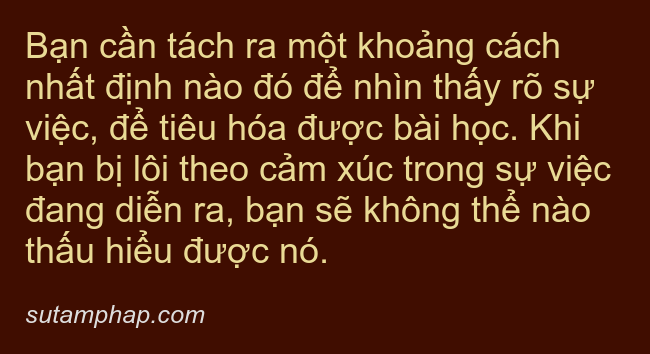 Bạn cần tách ra một khoảng cách
nhất định nào đó để nhìn thấy rõ sự
việc, để tiêu hóa được bài học. Khi
bạn bị lôi theo cảm xúc trong sự việc
đang diễn ra, bạn sẽ không thể nào
thấu hiểu được nó.
sutamphap.com